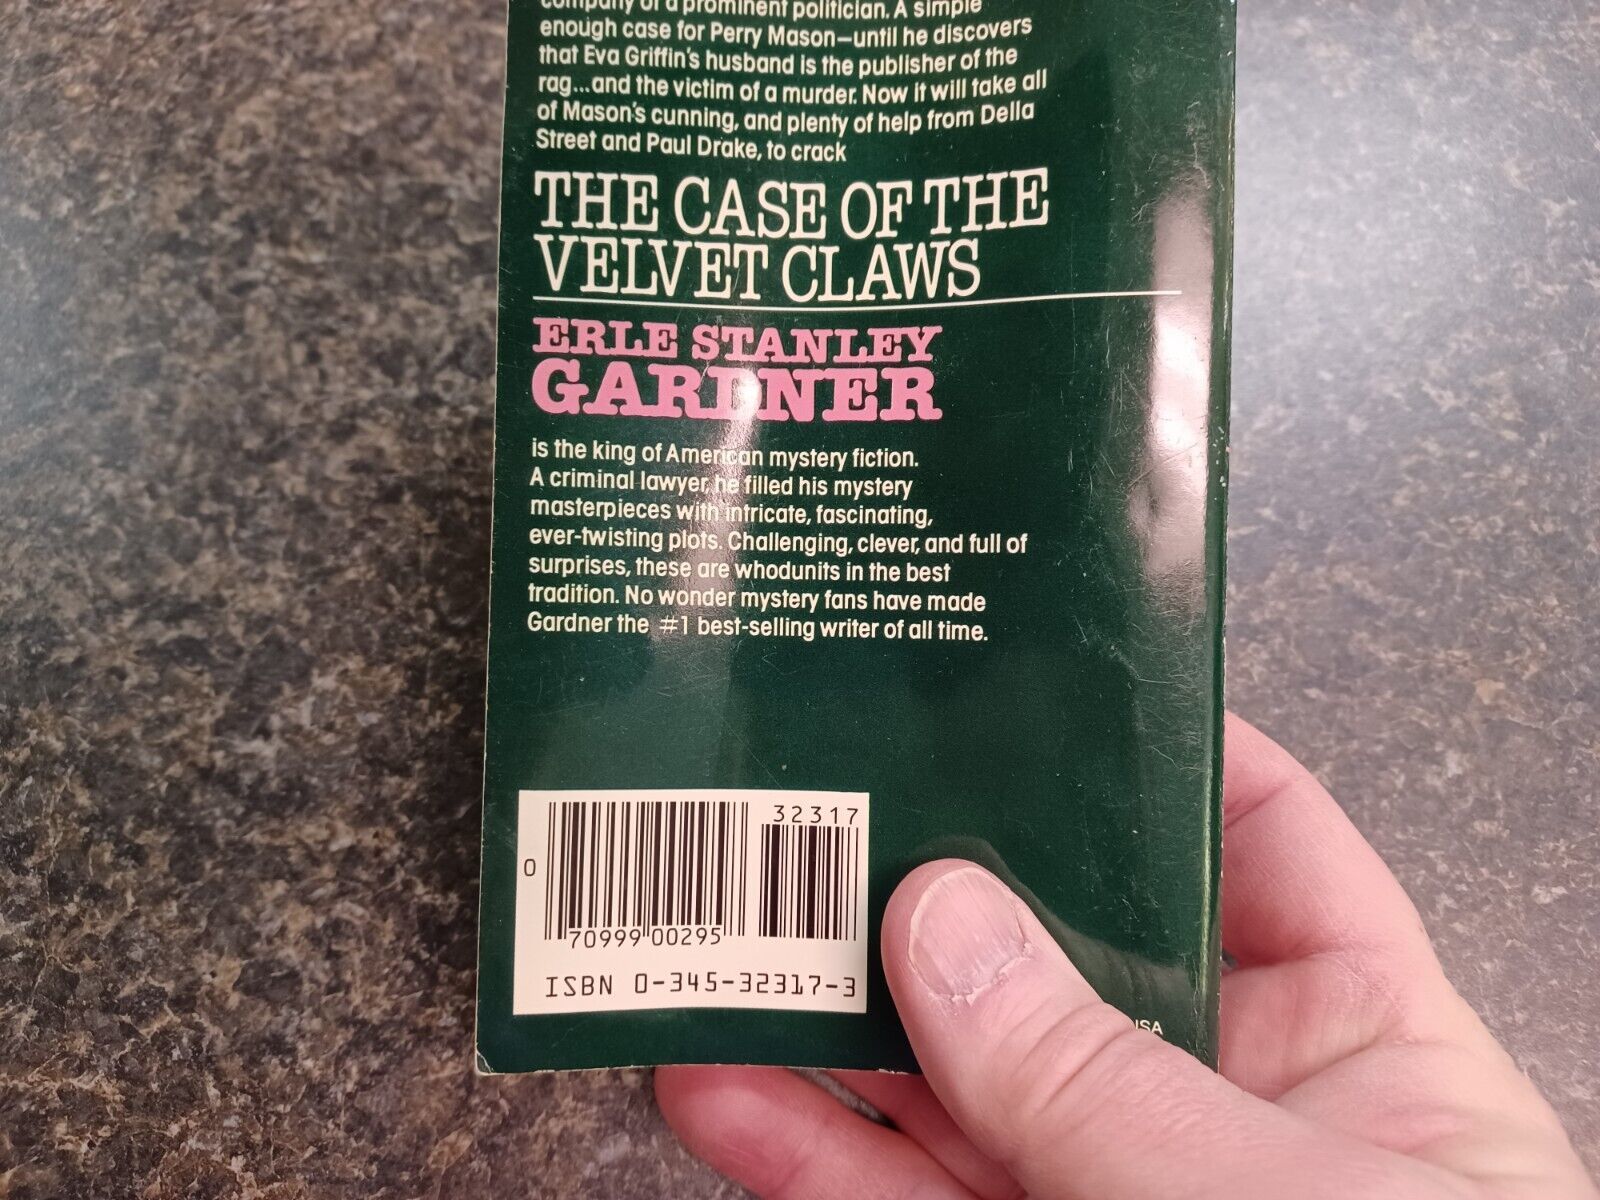 company of a prominent politician. A simple
enough case for Perry Mason—until he discovers
that Eva Griffin's husband is the publisher of the
rag...and the victim of a murder. Now it will take all
of Mason's cunning, and plenty of help from Della
Street and Paul Drake, to crack
THE CASE OF THE
VELVET CLAWS
ERLE STANLEY
GARDNER
is the king of American mystery fiction.
A criminal lawyer, he filled his mystery
masterpieces with intricate, fascinating,
ever-twisting plots. Challenging, clever, and full of
surprises, these are whodunits in the best
tradition. No wonder mystery fans have made
Gardner the #1 best-selling writer of all time.
32317
0
70999 00295
ISBN 0-345-32317-3